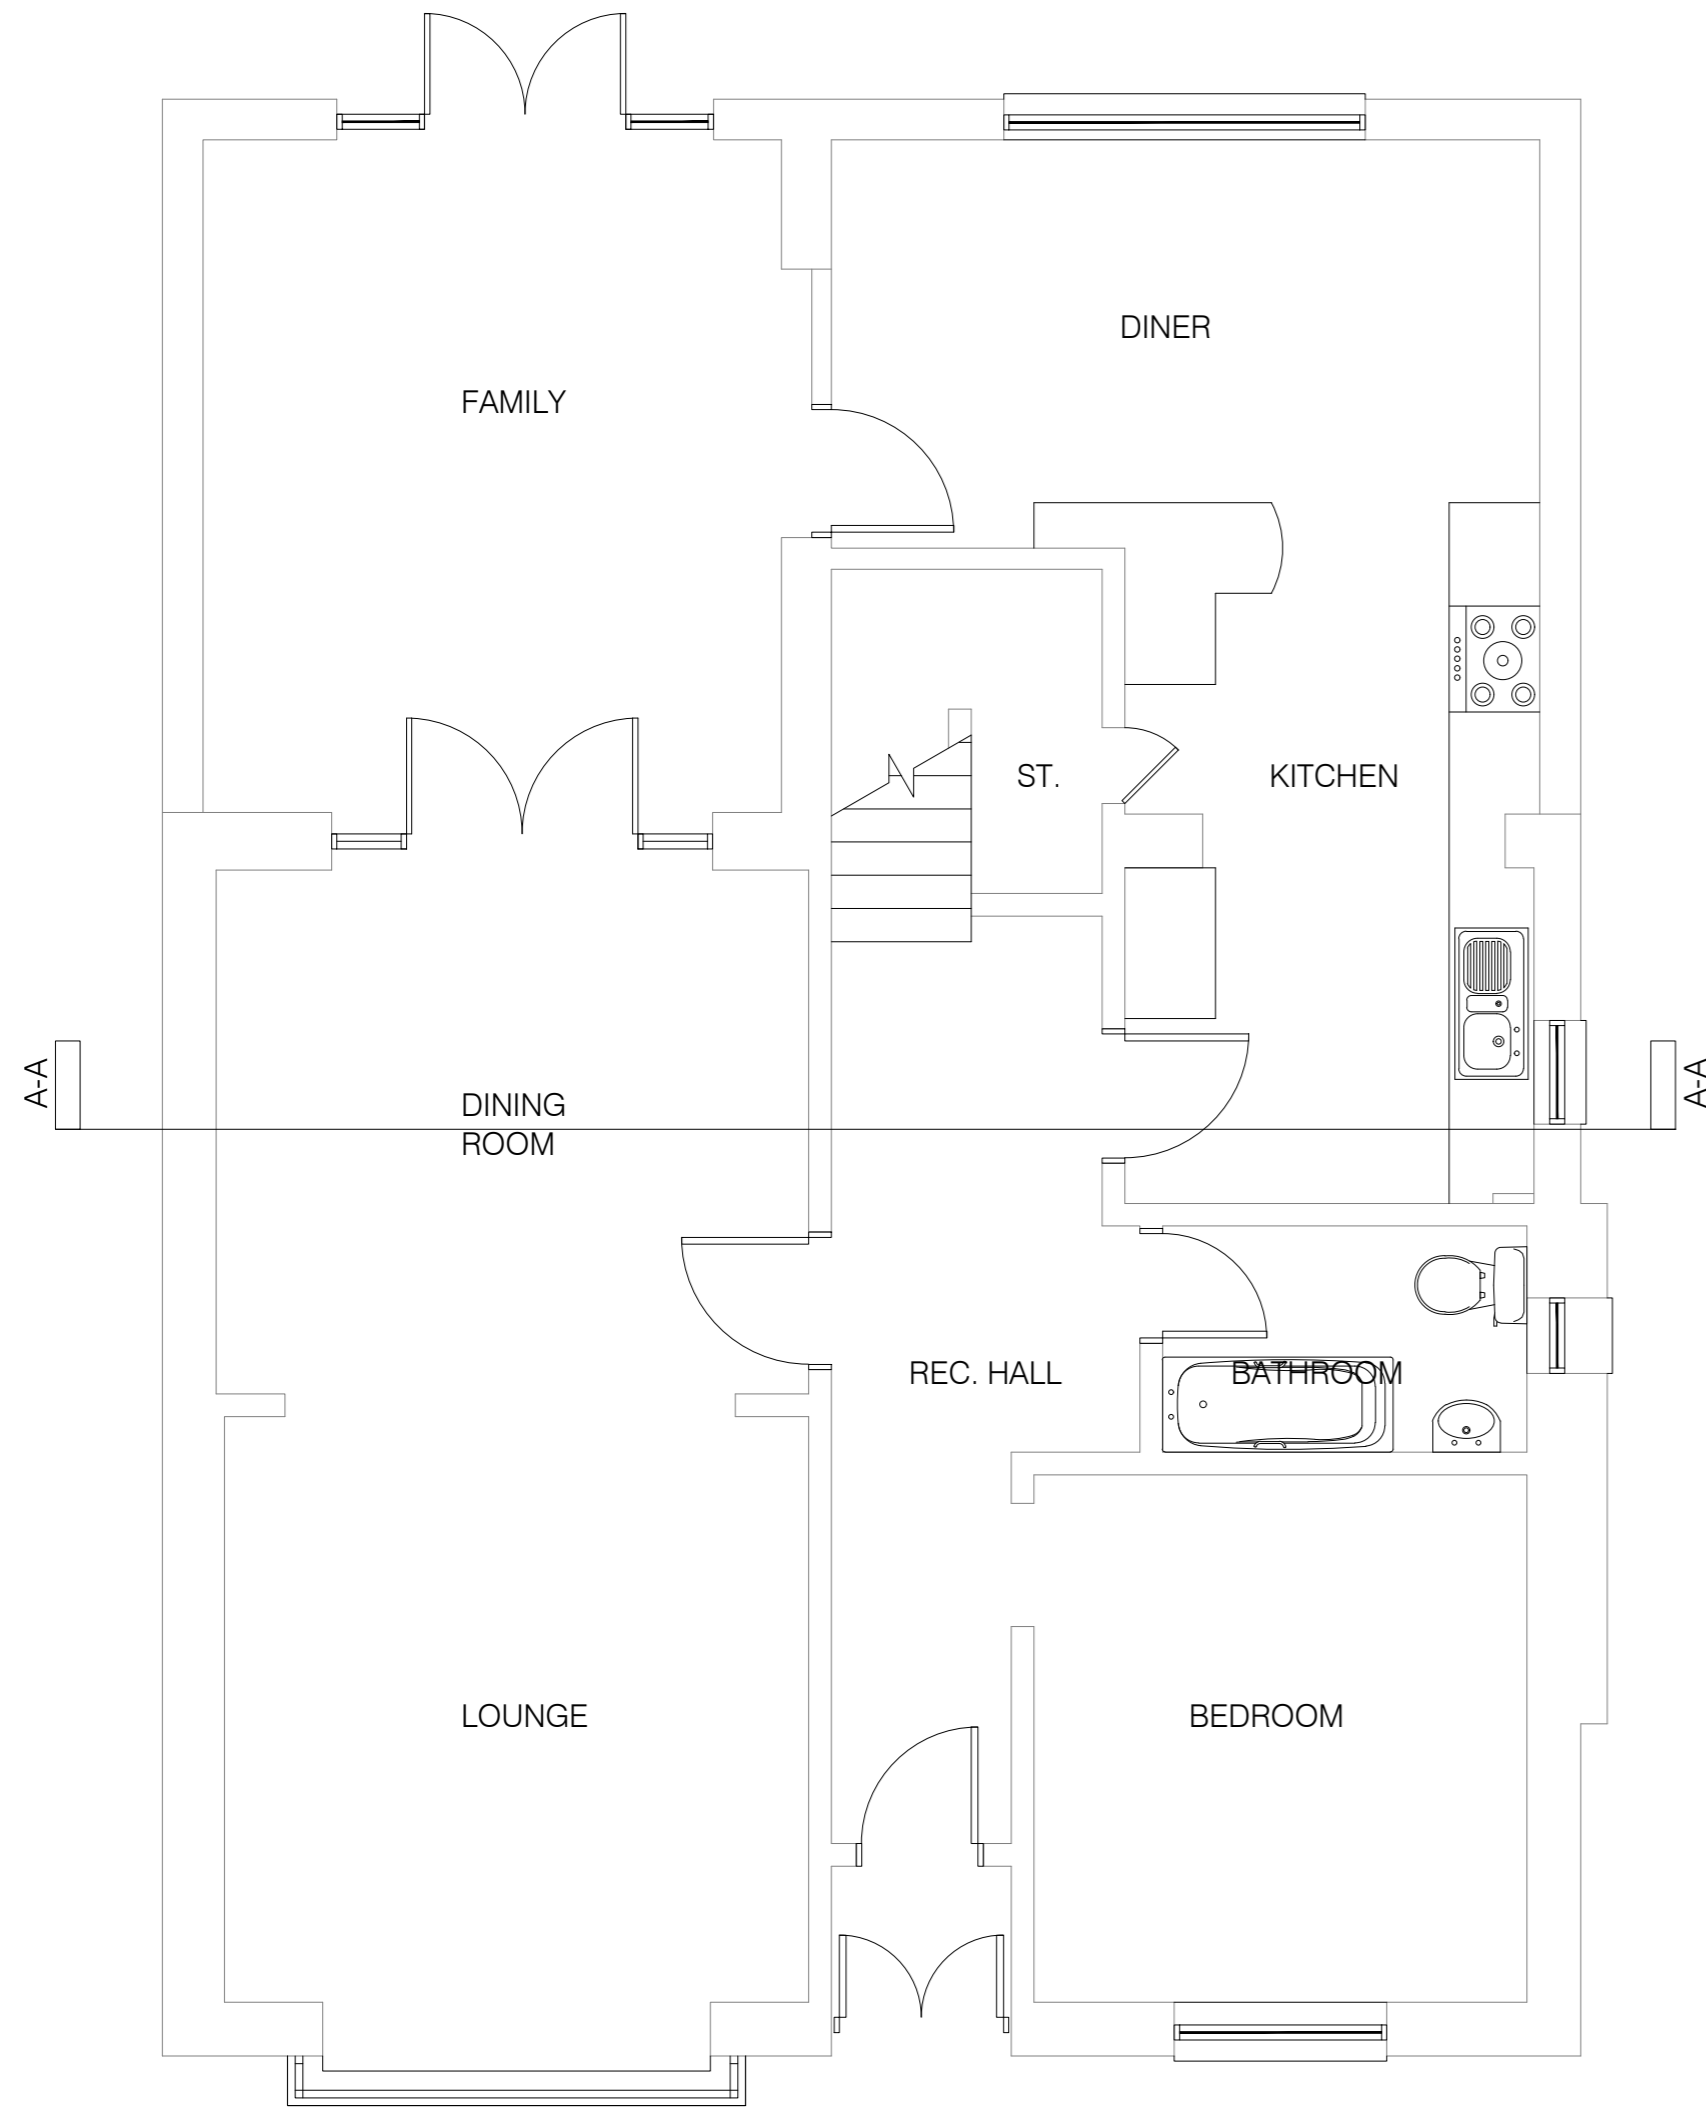 DINER
FAMILY
ST.
KITCHEN
A-A
A-A
DINING
ROOM
REC. HALL
BATHROOM
LOUNGE
BEDROOM